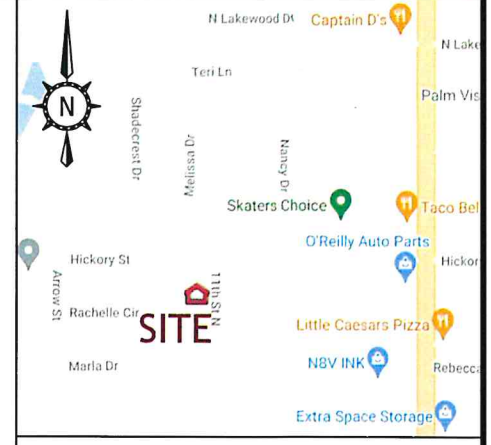 N Lakewood D
Captain D's
N Lake
Teri Ln
N
Palm Vis
Shadecrest Dr
Melissa Dr
Nancy Dr
Skaters Choice
Taco Bel
O'Reilly Auto Parts
Hickory St
Hickor
Arrow St
11th St N
Rachelle Cir
SITE
Little Caesars Pizza
Marla Dr
N8V INK
Rebecca
Extra Space Storage